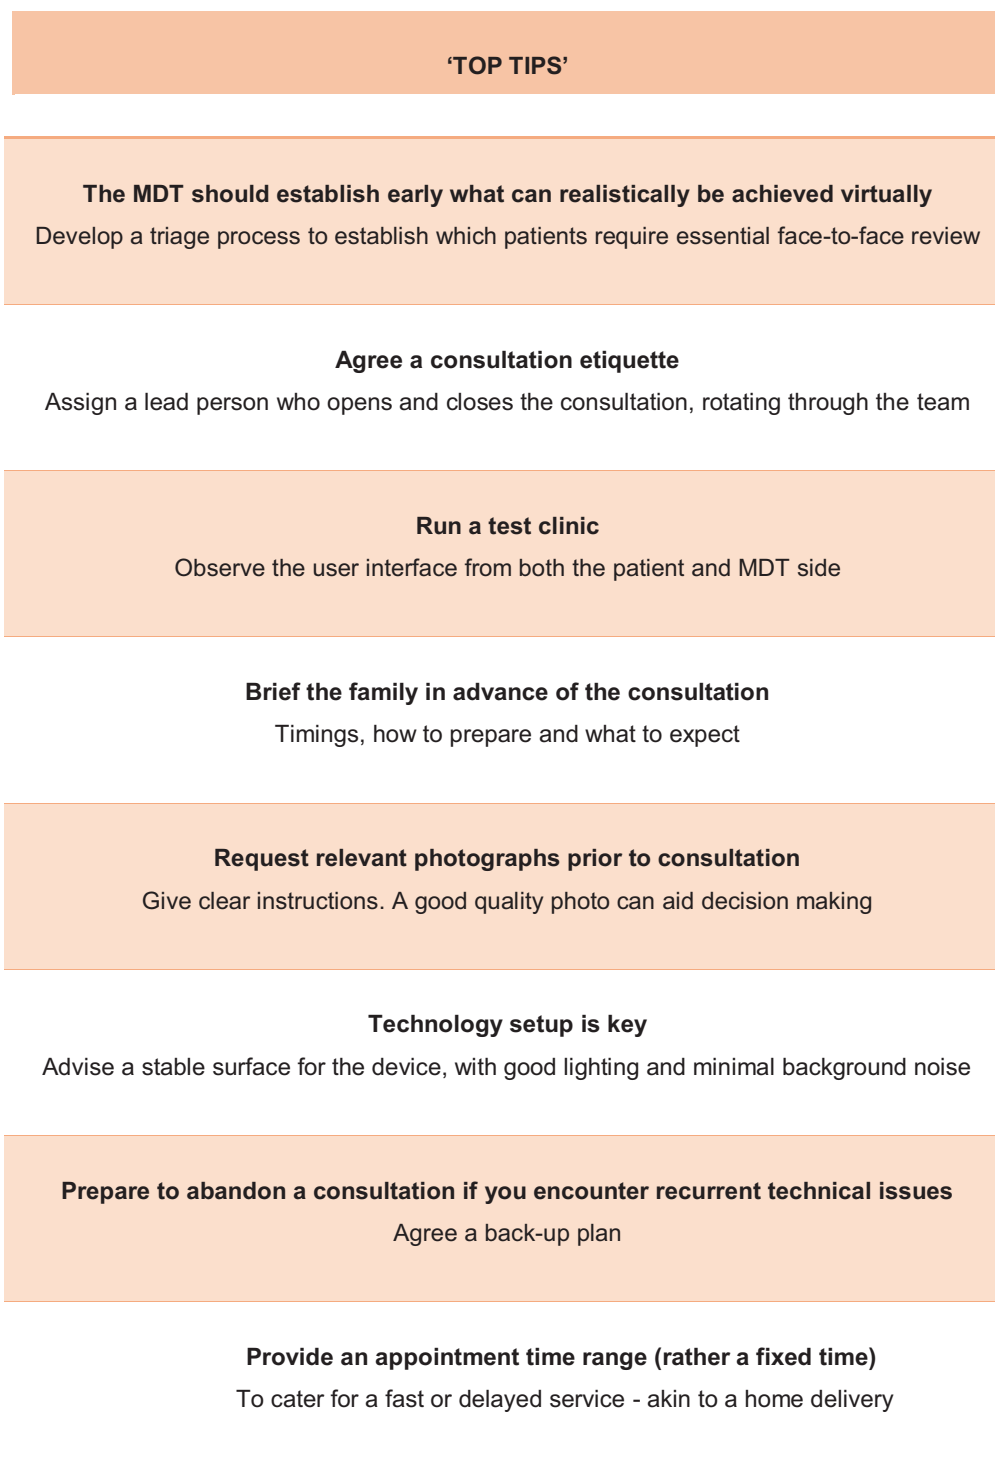 ‘TOP TIPS’
The MDT should establish early what can realistically be achieved virtually
Develop a triage process to establish which patients require essential face-to-face review
Agree a consultation etiquette
Assign a lead person who opens and closes the consultation, rotating through the team
Run a test clinic
Observe the user interface from both the patient and MDT side
Brief the family in advance of the consultation
Timings, how to prepare and what to expect
Request relevant photographs prior to consultation
Give clear instructions. A good quality photo can aid decision making
Technology setup is key
Advise a stable surface for the device, with good lighting and minimal background noise
Prepare to abandon a consultation if you encounter recurrent technical issues
Agree a back-up plan
Provide an appointment time range (rather a fixed time)
To cater for a fast or delayed service - akin to a home delivery